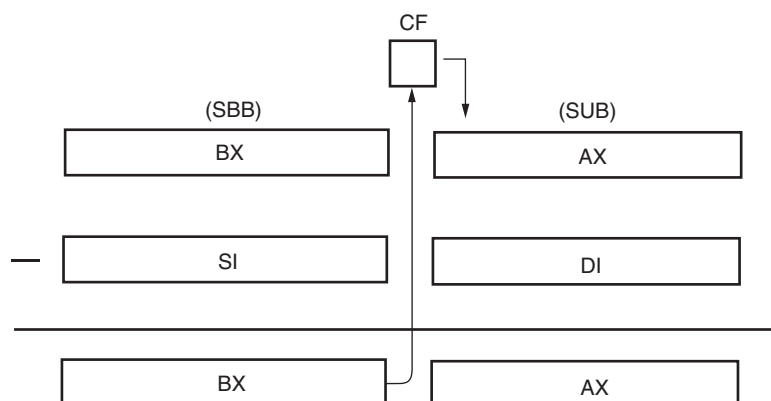 CF
(SBB) (SUB)
BX AX
— SI DI
BX AX